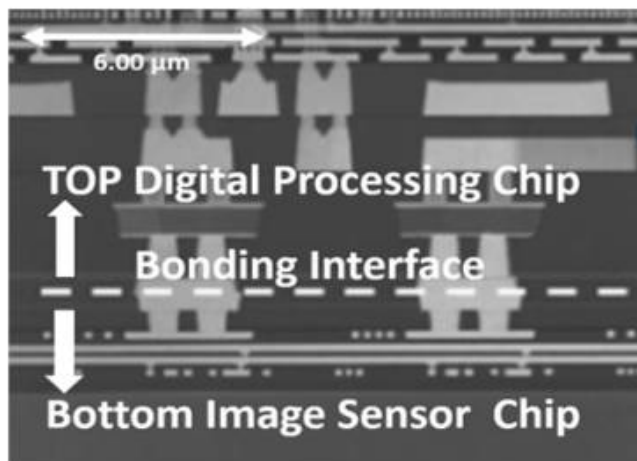 6.00 μm
TOP Digital Processing Chip
Bonding Interface
Bottom Image Sensor Chip